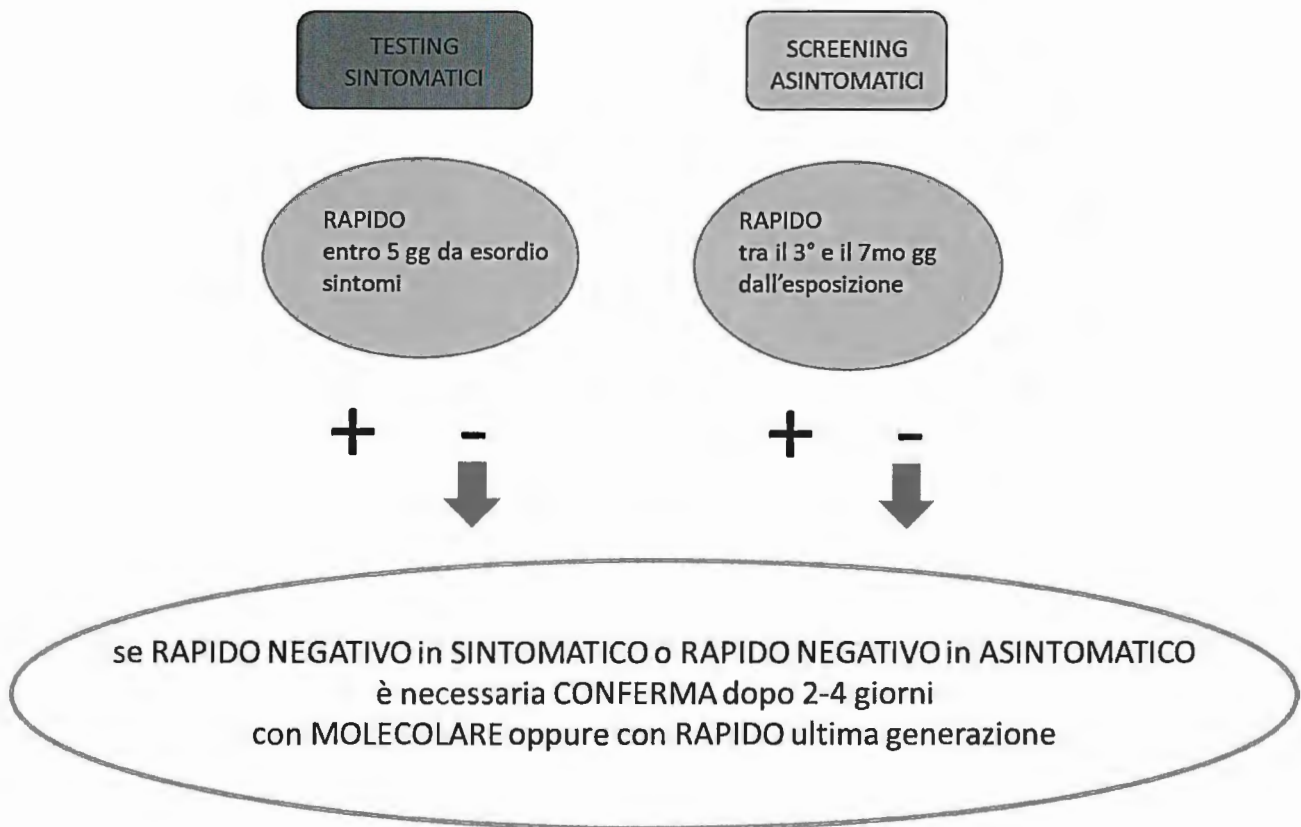 TESTING
SINTOMATICI
SCREENING
ASINTOMATICI
RAPIDO
entro 5 gg da esordio
sintomi
RAPIDO
tra il 3° e il 7mo gg
dall'esposizione
+ -
+ -
se RAPIDO NEGATIVO in SINTOMATICO o RAPIDO NEGATIVO in ASINTOMATICO
è necessaria CONFERMA dopo 2-4 giorni
con MOLECOLARE oppure con RAPIDO ultima generazione